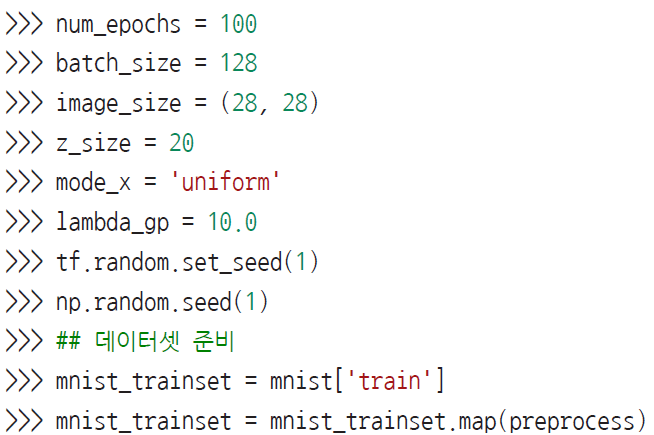 >>> num_epochs = 100
>>> batch_size = 128
>>> image_size = (28, 28)
>>> z_size = 20
>>> mode_x = 'uniform'
>>> lambda_gp = 10.0
>>> tf.random.set_seed(1)
>>> np.random.seed(1)
>>> ## 데이터셋 준비
>>> mnist_trainset = mnist['train']
>>> mnist_trainset = mnist_trainset.map(preprocess)